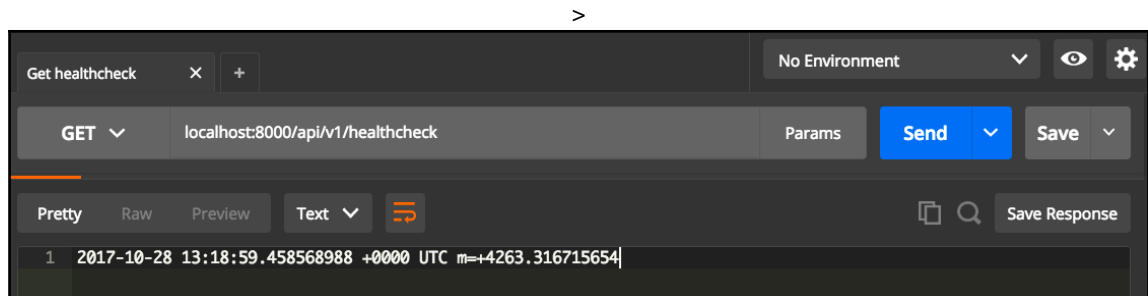 >
Get healthcheck × +
No Environment
GET localhost:8000/api/v1/healthcheck Params Send Save
Pretty Raw Preview Text Save Response
1 2017-10-28 13:18:59.458568988 +0000 UTC m=+4263.316715654